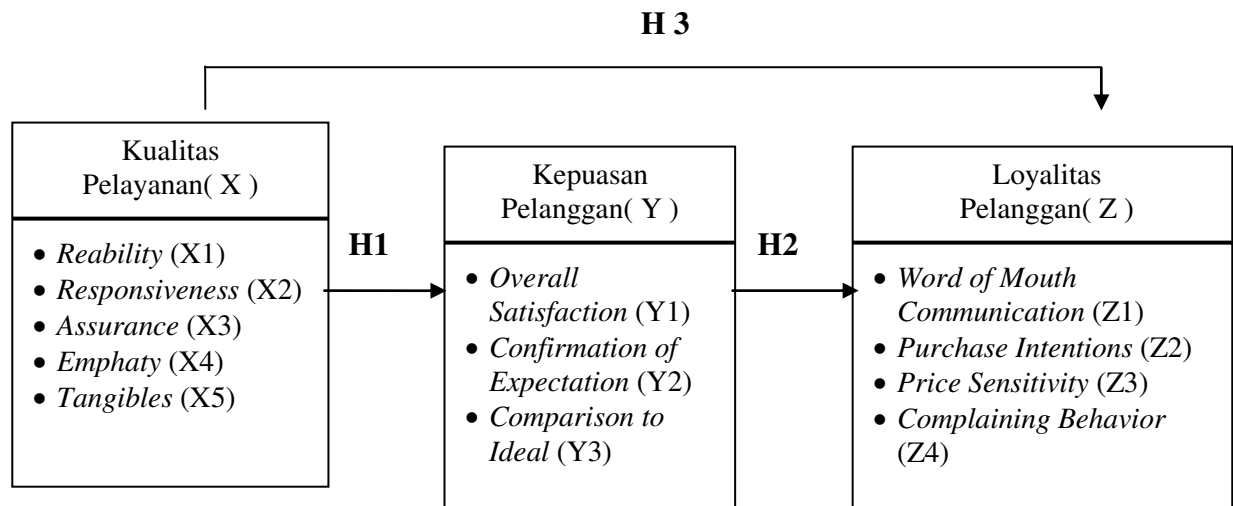 H 3
Kualitas
Pelayanan( X )
• Reability (X1)
• Responsiveness (X2)
• Assurance (X3)
• Emphaty (X4)
• Tangibles (X5)
H1
Kepuasan
Pelanggan( Y )
• Overall
Satisfaction (Y1)
• Confirmation of
Expectation (Y2)
• Comparison to
Ideal (Y3)
H2
Loyalitas
Pelanggan( Z )
• Word of Mouth
Communication (Z1)
• Purchase Intentions (Z2)
• Price Sensitivity (Z3)
• Complaining Behavior
(Z4)